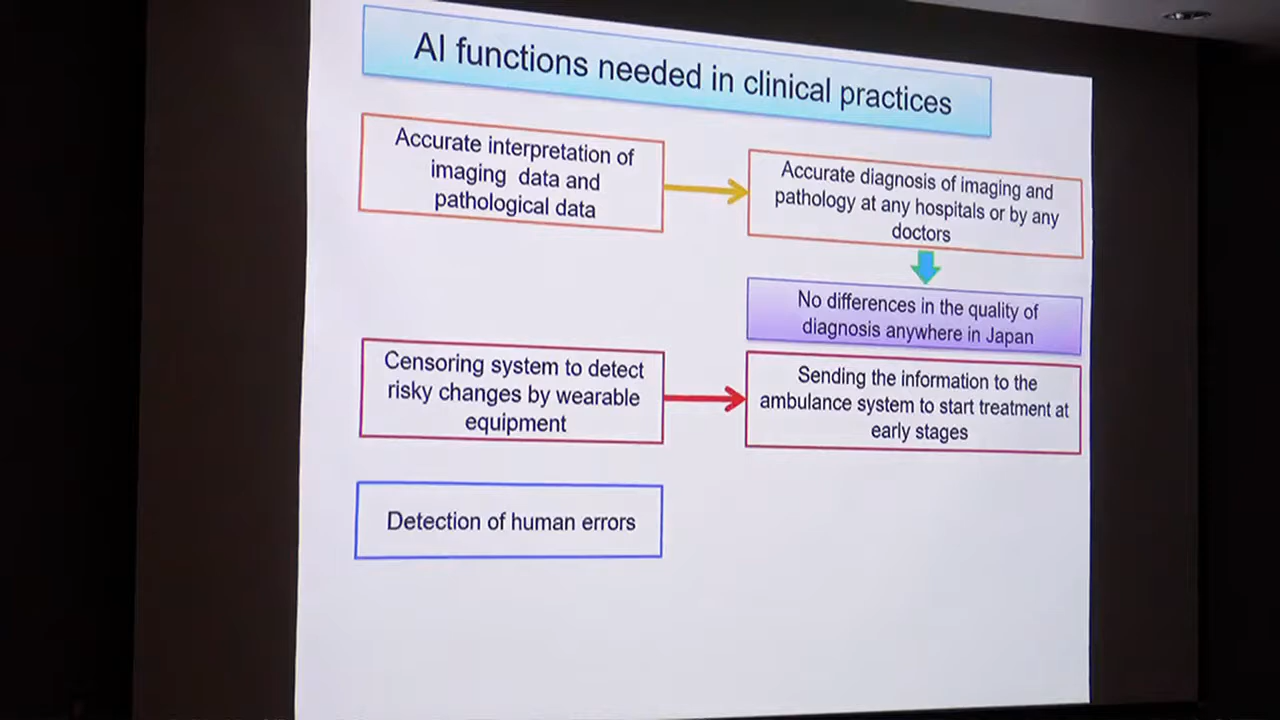 AI functions needed in clinical practices
Accurate interpretation of
imaging data and
pathological data
Accurate diagnosis of imaging and
pathology at any hospitals or by any
doctors
No differences in the quality of
diagnosis anywhere in Japan
Censoring system to detect
risky changes by wearable
equipment
Sending the information to the
ambulance system to start treatment at
early stages
Detection of human errors